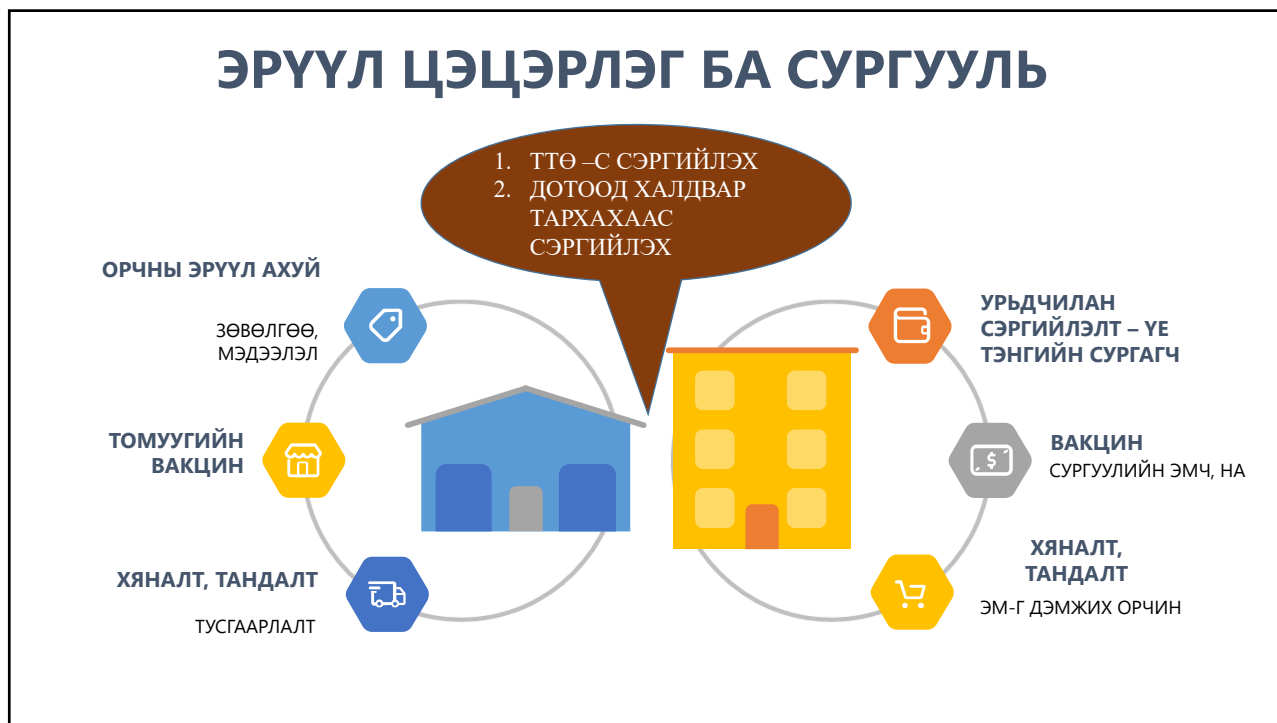 ЭРҮҮЛ ЦЭЦЭРЛЭГ БА СУРГУУЛЬ
1. ТТӨ –С СЭРГИЙЛЭХ
2. ДОТООД ХАЛДВАР
ТАРХАХААС
СЭРГИЙЛЭХ
ОРЧНЫ ЭРҮҮЛ АХУЙ
ЗӨВӨЛГӨӨ,
МЭДЭЭЛЭЛ
ТОМУУГИЙН
ВАКЦИН
ХЯНАЛТ, ТАНДАЛТ
ТУСГААРЛАЛТ
УРЬДЧИЛАН
СЭРГИЙЛЭЛТ – ҮЕ
ТЭНГИЙН СУРГАГЧ
ВАКЦИН
СУРГУУЛИЙН ЭМЧ, НА
$
ХЯНАЛТ,
ТАНДАЛТ
ЭМ-Г ДЭМЖИХ ОРЧИН